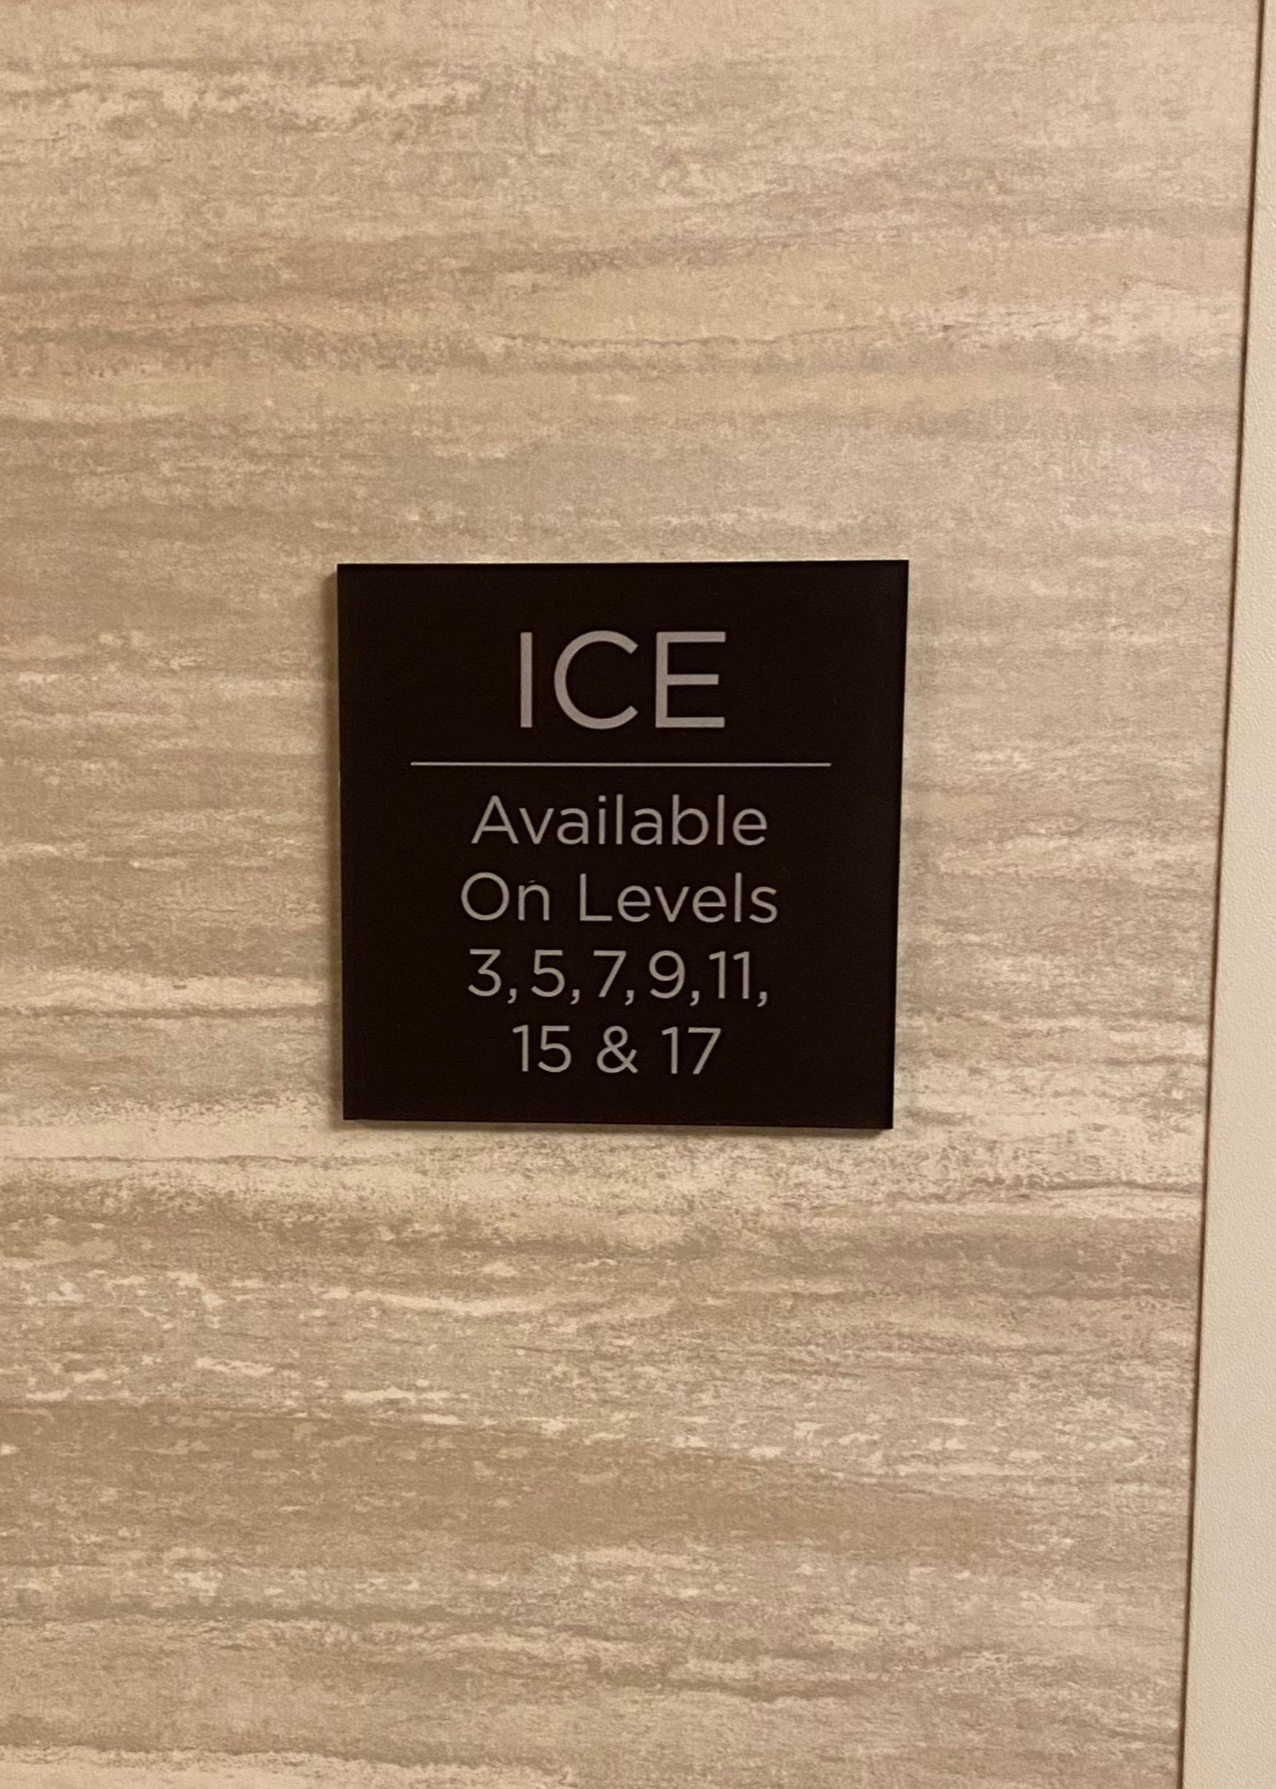 ICE
Available
On Levels
3, 5, 7, 9, 11,
15 & 17